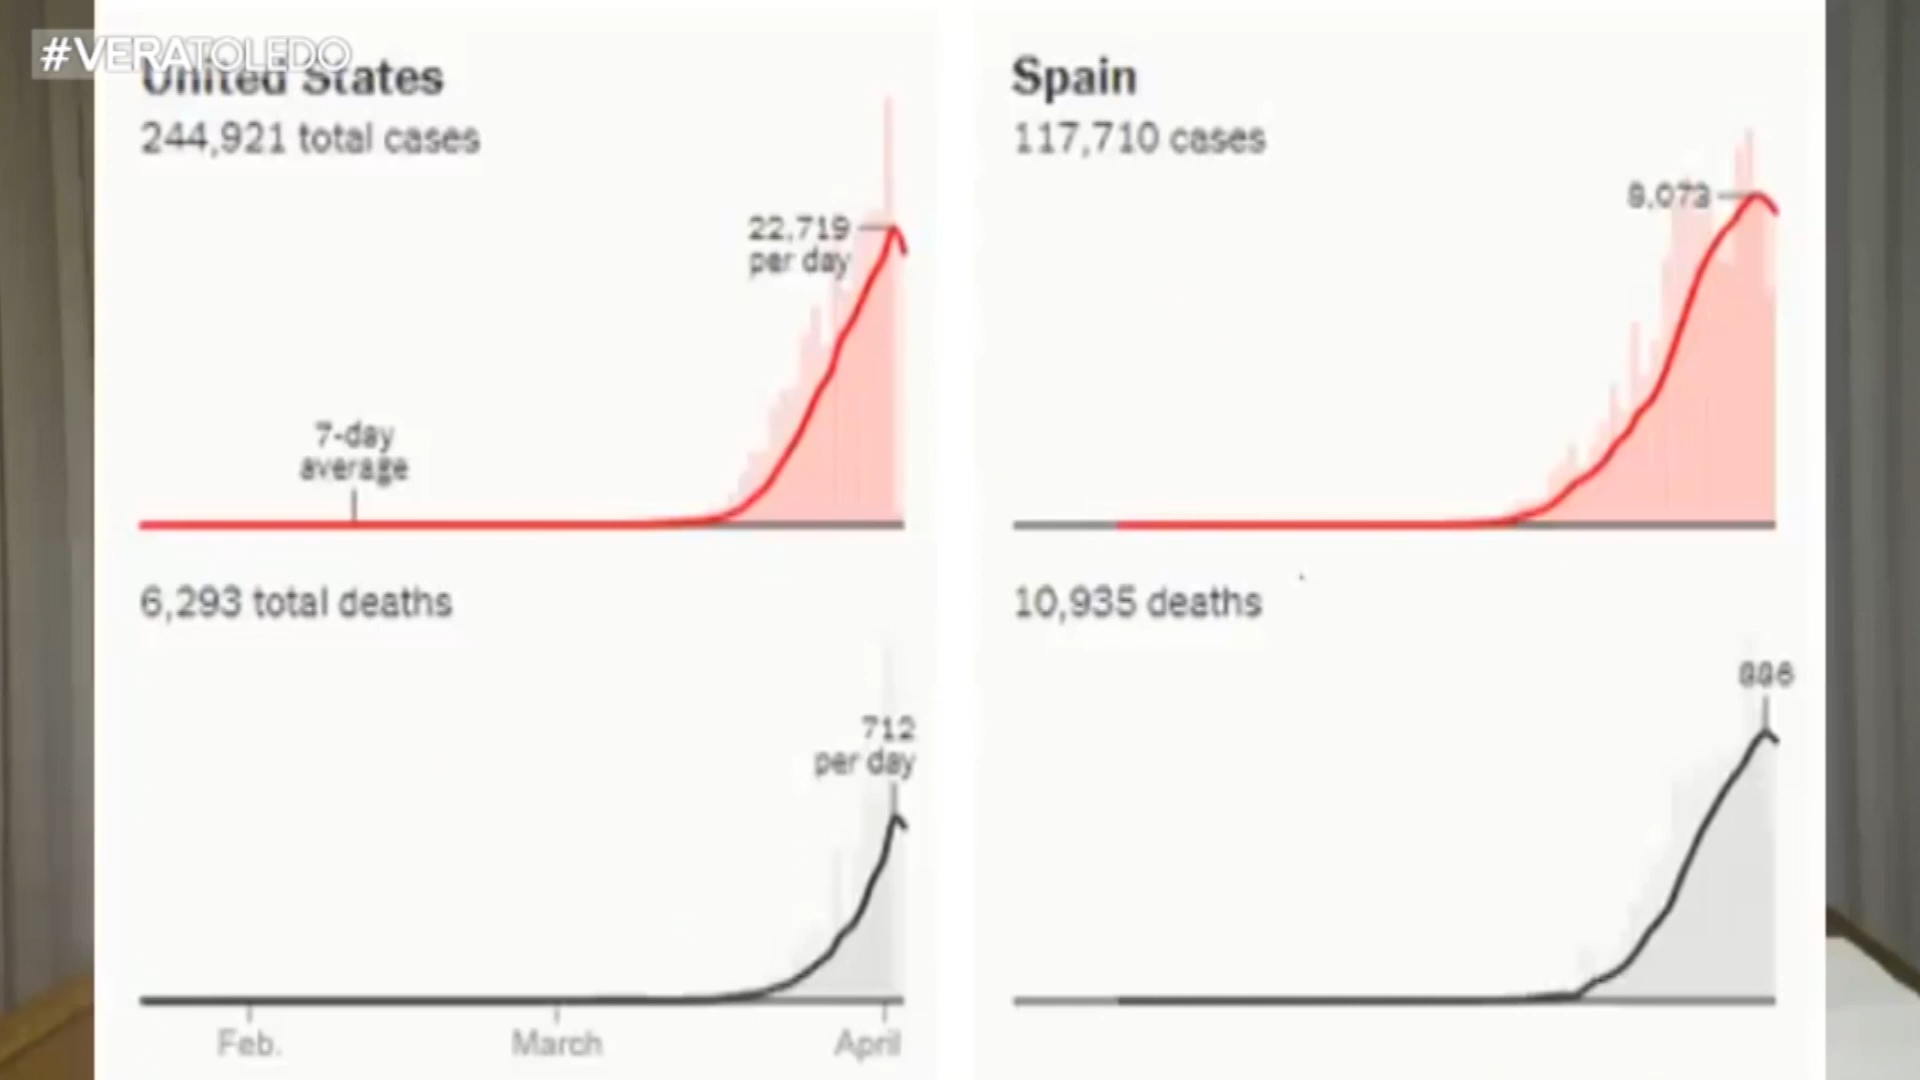 #VERATOLEDO
United States
244,921 total cases
22,719
per day
7-day
average
6,293 total deaths
712
per day
Feb.
March
April
Spain
117,710 cases
10,935 deaths